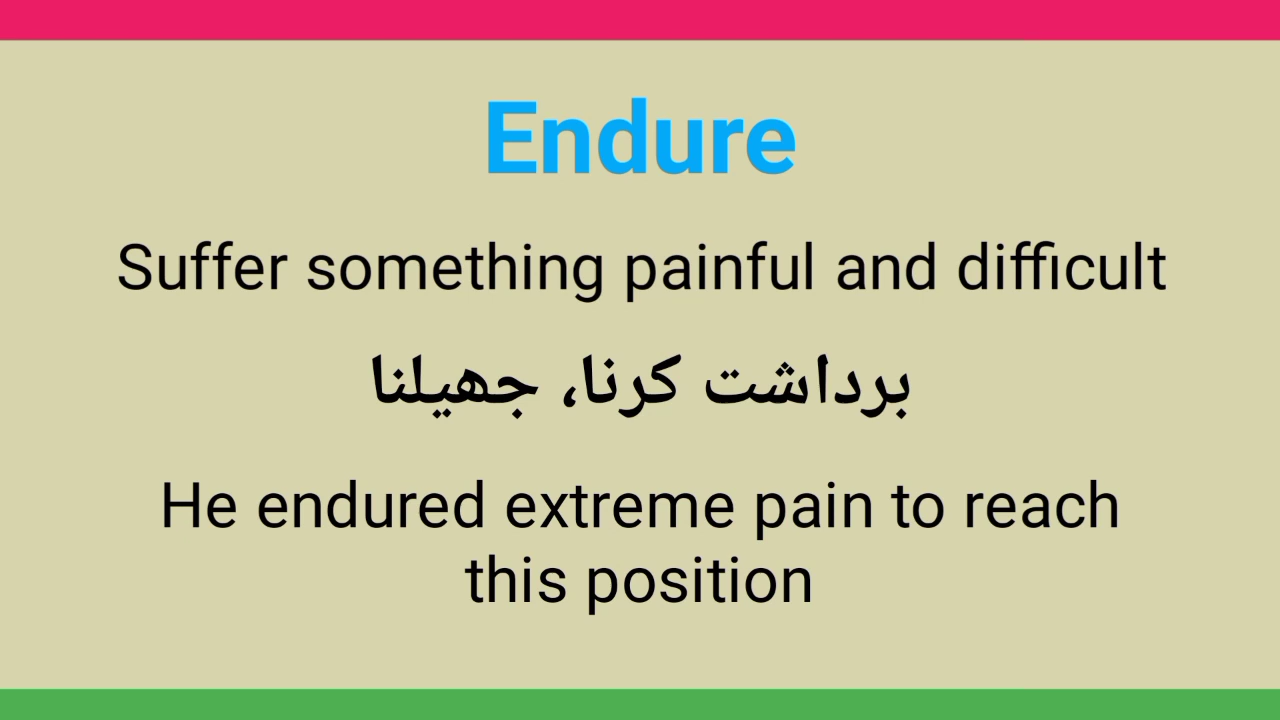 Endure
Suffer something painful and difficult
برداشت کرنا، جھیلنا
He endured extreme pain to reach
this position